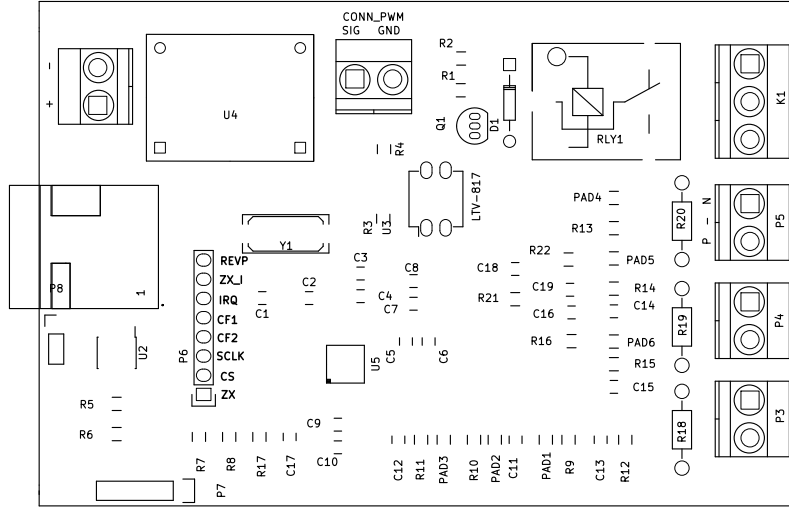 CONN_PWM
SIG GND
R2
R1
- +
U4
Q1
D1
RLY1
K1
R4
LTV-817
PAD4
R13
R20
P - N
P5
R3
U3
Y1
REVP
ZX_I
IRQ
CF1
CF2
SCLK
CS
ZX
P6
P8
1
C3
C2
C1
C8
C4
C7
C18
R21
R22
C19
C16
R16
PAD5
R14
C14
PAD6
R15
C15
R19
P4
U2
U5
C5
C6
R5
R6
C9
C10
R7
R8
R17
C17
C12
R11
PAD3
R10
PAD2
C11
PAD1
R9
C13
R12
R18
P3
P7